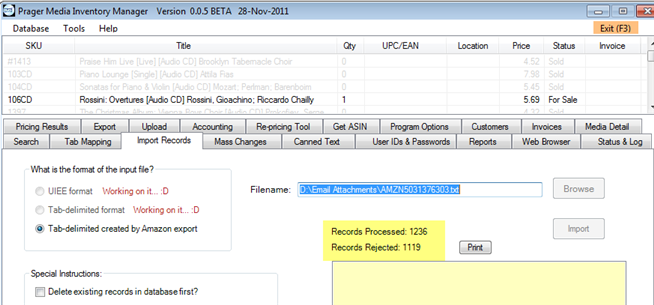 Prager Media Inventory Manager Version 0.0.5 BETA 28-Nov-2011
Database Tools Help Exit (F3)
SKU Title Qty UPC/EAN Location Price Status Invoice
#1413 Praise Him Live [Live] [Audio CD] Brooklyn Tabernacle Choir 0 4.52 Sold
103CD Piano Lounge [Single] [Audio CD] Attila Fias 0 7.98 Sold
104CD Sonatas for Piano & Violin [Audio CD] Mozart; Perlman; Barenboim 0 5.45 Sold
106CD Rossini: Overtures [Audio CD] Rossini, Gioachino; Riccardo Chailly 1 5.69 For Sale
Pricing Results Export Upload Accounting Re-pricing Tool Get ASIN Program Options Customers Invoices Media Detail
Search Tab Mapping Import Records Mass Changes Canned Text User IDs & Passwords Reports Web Browser Status & Log
What is the format of the input file?
UIEE format Working on it... :D
Filename: D:\Email Attachments\AMZN5031376303.txt Browse
Tab-delimited format Working on it... :D
Tab-delimited created by Amazon export
Import
Records Processed: 1236
Records Rejected: 1119 Print
Special Instructions:
Delete existing records in database first?